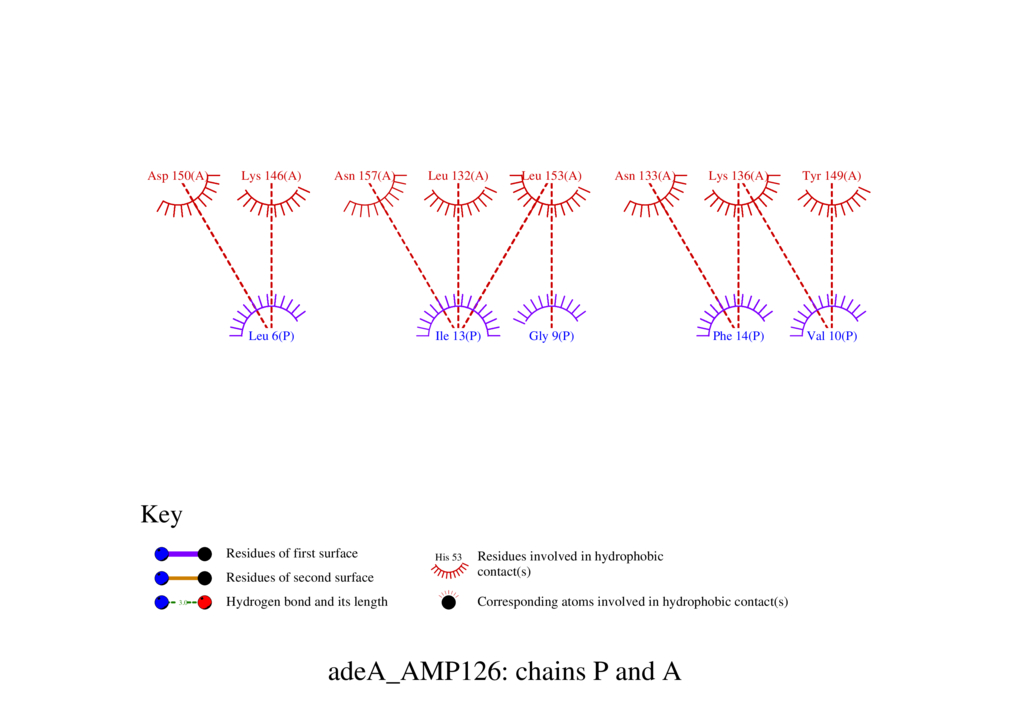 Asp 150(A) Lys 146(A) Asn 157(A) Leu 132(A) Leu 153(A) Asn 133(A) Lys 136(A) Tyr 149(A)
Leu 6(P) Ile 13(P) Gly 9(P) Phe 14(P) Val 10(P)
Key
Residues of first surface
Residues of second surface
3.0
Hydrogen bond and its length
His 53
Residues involved in hydrophobic
contact(s)
Corresponding atoms involved in hydrophobic contact(s)
adeA_AMP126: chains P and A